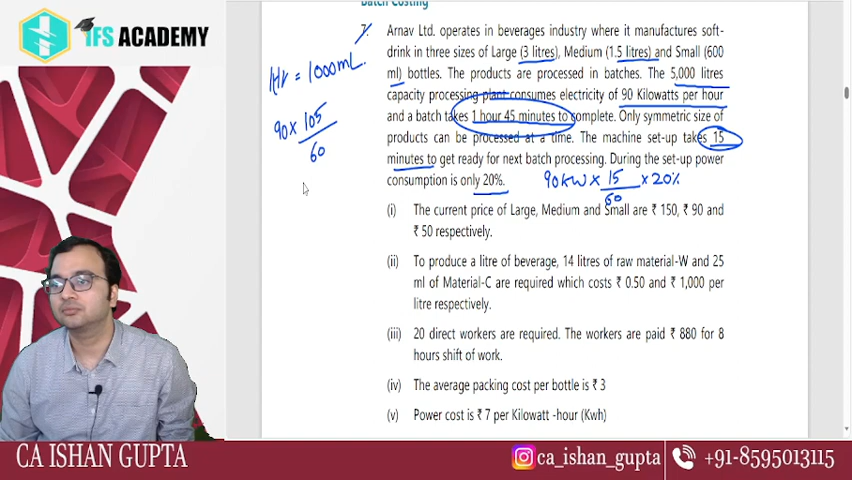 Batch Costing
IFS ACADEMY
7. Arnav Ltd. operates in beverages industry where it manufactures soft-
drink in three sizes of Large (3 litres), Medium (1.5 litres) and Small (600
ml) bottles. The products are processed in batches. The 5,000 litres
capacity processing plant consumes electricity of 90 Kilowatts per hour
and a batch takes 1 hour 45 minutes to complete. Only symmetric size of
products can be processed at a time. The machine set-up takes 15
minutes to get ready for next batch processing. During the set-up power
consumption is only 20%.
1 ltr = 1000 mL.
90 × 105
60
90 KW × 15 × 20%
60
(i) The current price of Large, Medium and Small are ₹ 150, ₹ 90 and
₹ 50 respectively.
(ii) To produce a litre of beverage, 14 litres of raw material-W and 25
ml of Material-C are required which costs ₹ 0.50 and ₹ 1,000 per
litre respectively.
(iii) 20 direct workers are required. The workers are paid ₹ 880 for 8
hours shift of work.
(iv) The average packing cost per bottle is ₹ 3
(v) Power cost is ₹ 7 per Kilowatt -hour (Kwh)
CA ISHAN GUPTA
ca_ishan_gupta
+91-8595013115